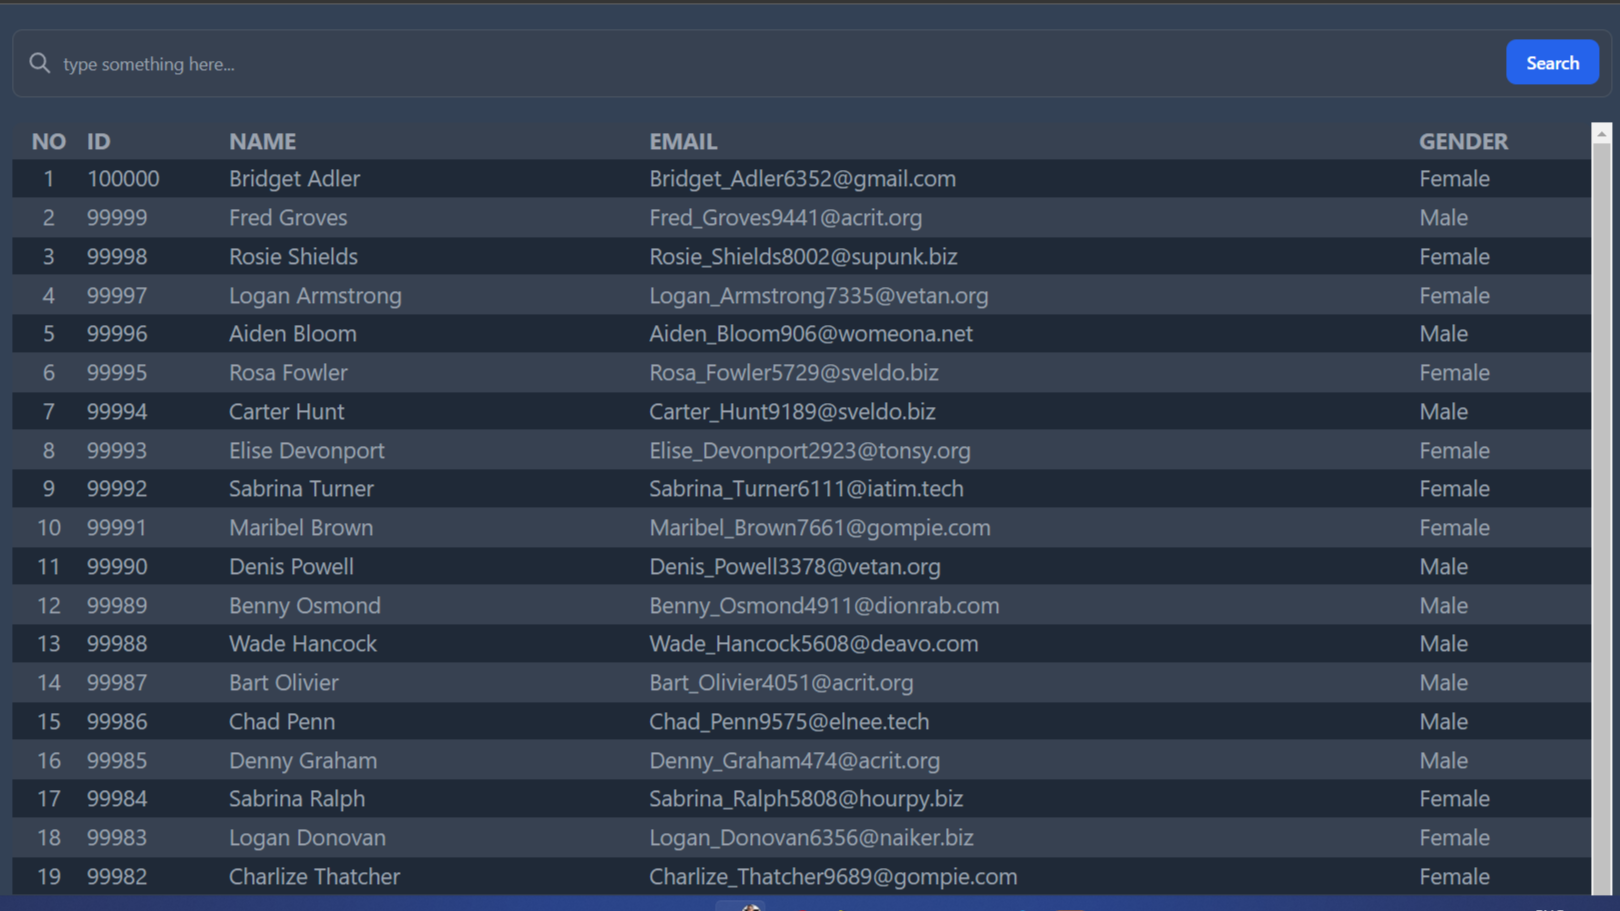 type something here...
Search
NO ID NAME EMAIL GENDER
1 100000 Bridget Adler Bridget_Adler6352@gmail.com Female
2 99999 Fred Groves Fred_Groves9441@acrit.org Male
3 99998 Rosie Shields Rosie_Shields8002@supunk.biz Female
4 99997 Logan Armstrong Logan_Armstrong7335@vetan.org Female
5 99996 Aiden Bloom Aiden_Bloom906@womeona.net Male
6 99995 Rosa Fowler Rosa_Fowler5729@sveldo.biz Female
7 99994 Carter Hunt Carter_Hunt9189@sveldo.biz Male
8 99993 Elise Devonport Elise_Devonport2923@tonsy.org Female
9 99992 Sabrina Turner Sabrina_Turner6111@iatim.tech Female
10 99991 Maribel Brown Maribel_Brown7661@gompie.com Female
11 99990 Denis Powell Denis_Powell3378@vetan.org Male
12 99989 Benny Osmond Benny_Osmond4911@dionrab.com Male
13 99988 Wade Hancock Wade_Hancock5608@deavo.com Male
14 99987 Bart Olivier Bart_Olivier4051@acrit.org Male
15 99986 Chad Penn Chad_Penn9575@elnee.tech Male
16 99985 Denny Graham Denny_Graham474@acrit.org Male
17 99984 Sabrina Ralph Sabrina_Ralph5808@hourpy.biz Female
18 99983 Logan Donovan Logan_Donovan6356@naiker.biz Female
19 99982 Charlize Thatcher Charlize_Thatcher9689@gompie.com Female